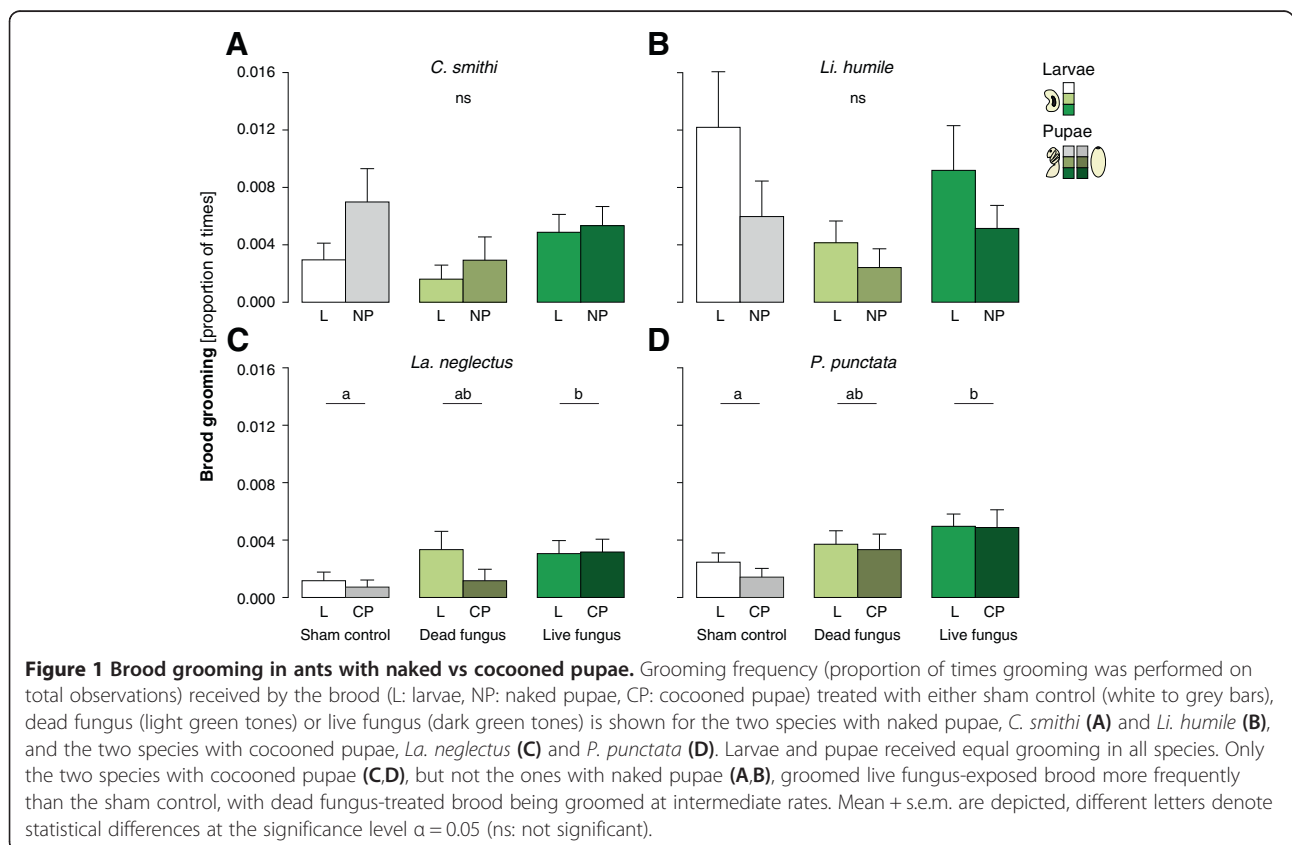 A
B
C. smithi
Li. humile
ns
ns
Larvae
Pupae
0.016
0.012
0.008
0.004
0.000
L NP L NP L NP
L NP L NP L NP
Brood grooming [proportion of times]
C
D
La. neglectus
P. punctata
a ab b
a ab b
0.016
0.012
0.008
0.004
0.000
L CP L CP L CP
L CP L CP L CP
Sham control Dead fungus Live fungus
Sham control Dead fungus Live fungus
Figure 1 Brood grooming in ants with naked vs cocooned pupae. Grooming frequency (proportion of times grooming was performed on
total observations) received by the brood (L: larvae, NP: naked pupae, CP: cocooned pupae) treated with either sham control (white to grey bars),
dead fungus (light green tones) or live fungus (dark green tones) is shown for the two species with naked pupae, C. smithi (A) and Li. humile (B),
and the two species with cocooned pupae, La. neglectus (C) and P. punctata (D). Larvae and pupae received equal grooming in all species. Only
the two species with cocooned pupae (C,D), but not the ones with naked pupae (A,B), groomed live fungus-exposed brood more frequently
than the sham control, with dead fungus-treated brood being groomed at intermediate rates. Mean + s.e.m. are depicted, different letters denote
statistical differences at the significance level α = 0.05 (ns: not significant).